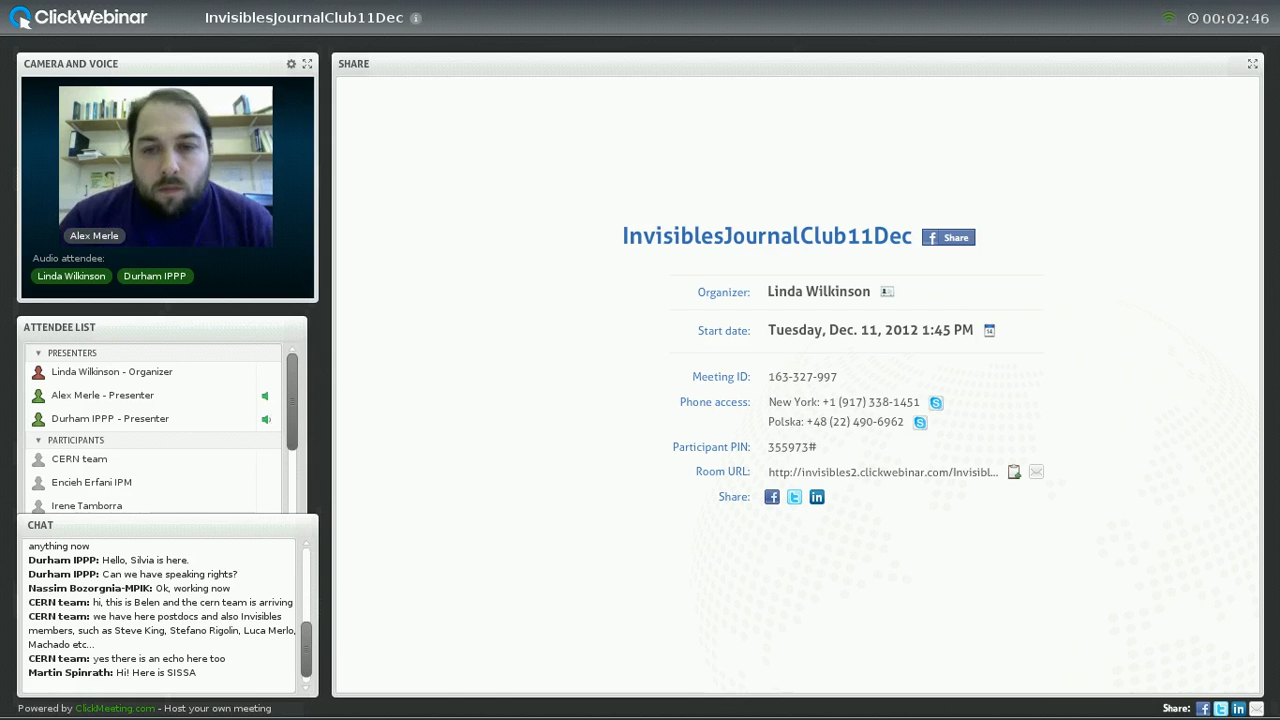 ClickWebinar
InvisiblesJournalClub11Dec
00:02:46
CAMERA AND VOICE
Alex Merle
Audio attendee:
Linda Wilkinson Durham IPPP
ATTENDEE LIST
PRESENTERS
Linda Wilkinson - Organizer
Alex Merle - Presenter
Durham IPPP - Presenter
PARTICIPANTS
CERN team
Encieh Erfani IPM
Irene Tamborra
CHAT
anything now
Durham IPPP: Hello, Silvia is here.
Durham IPPP: Can we have speaking rights?
Nassim Bozorgnia-MPIK: Ok, working now
CERN team: hi, this is Belen and the cern team is arriving
CERN team: we have here postdocs and also Invisibles
members, such as Steve King, Stefano Rigolin, Luca Merlo,
Machado etc...
CERN team: yes there is an echo here too
Martin Spinrath: Hi! Here is SISSA
SHARE
InvisiblesJournalClub11Dec
f Share
Organizer: Linda Wilkinson
Start date: Tuesday, Dec. 11, 2012 1:45 PM
14
Meeting ID: 163-327-997
Phone access: New York: +1 (917) 338-1451
Polska: +48 (22) 490-6962
Participant PIN: 355973#
Room URL: http://invisibles2.clickwebinar.com/Invisibl...
Share: f t in
Powered by ClickMeeting.com - Host your own meeting
Share: f t in